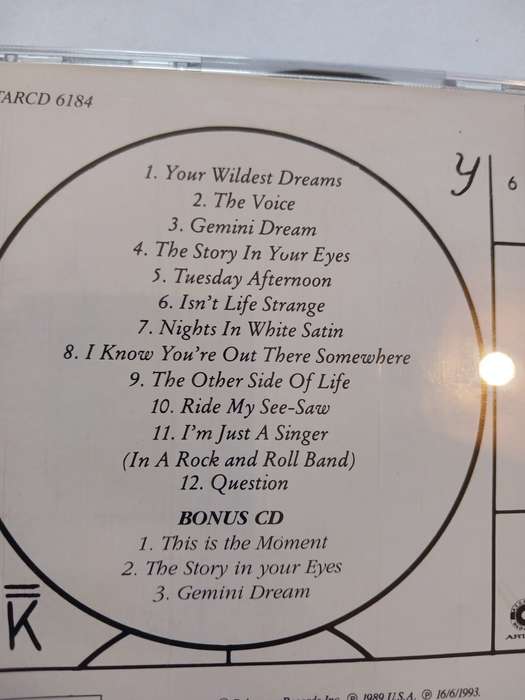 TARCD 6184
y
6
1. Your Wildest Dreams
2. The Voice
3. Gemini Dream
4. The Story In Your Eyes
5. Tuesday Afternoon
6. Isn't Life Strange
7. Nights In White Satin
8. I Know You're Out There Somewhere
9. The Other Side Of Life
10. Ride My See-Saw
11. I'm Just A Singer
(In A Rock and Roll Band)
12. Question
BONUS CD
1. This is the Moment
2. The Story in your Eyes
3. Gemini Dream
K
Records Inc. ℗ 1989 U.S.A. ℗ 16/6/1993.